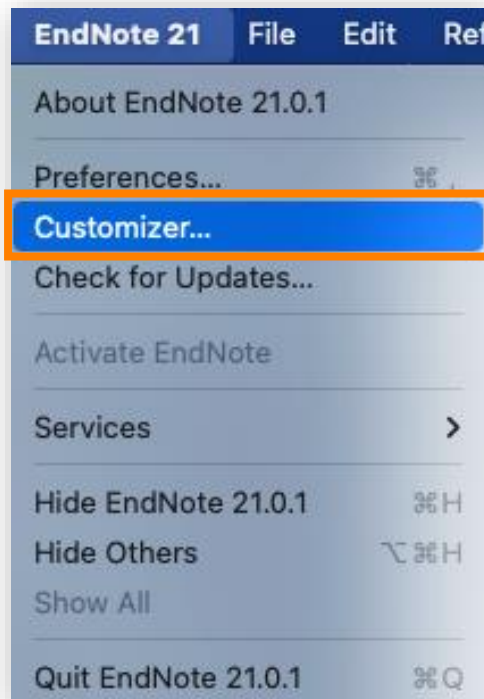 EndNote 21 File Edit Ref
About EndNote 21.0.1
Preferences... ⌘ ,
Customizer...
Check for Updates...
Activate EndNote
Services >
Hide EndNote 21.0.1 ⌘H
Hide Others ⌥⌘H
Show All
Quit EndNote 21.0.1 ⌘Q